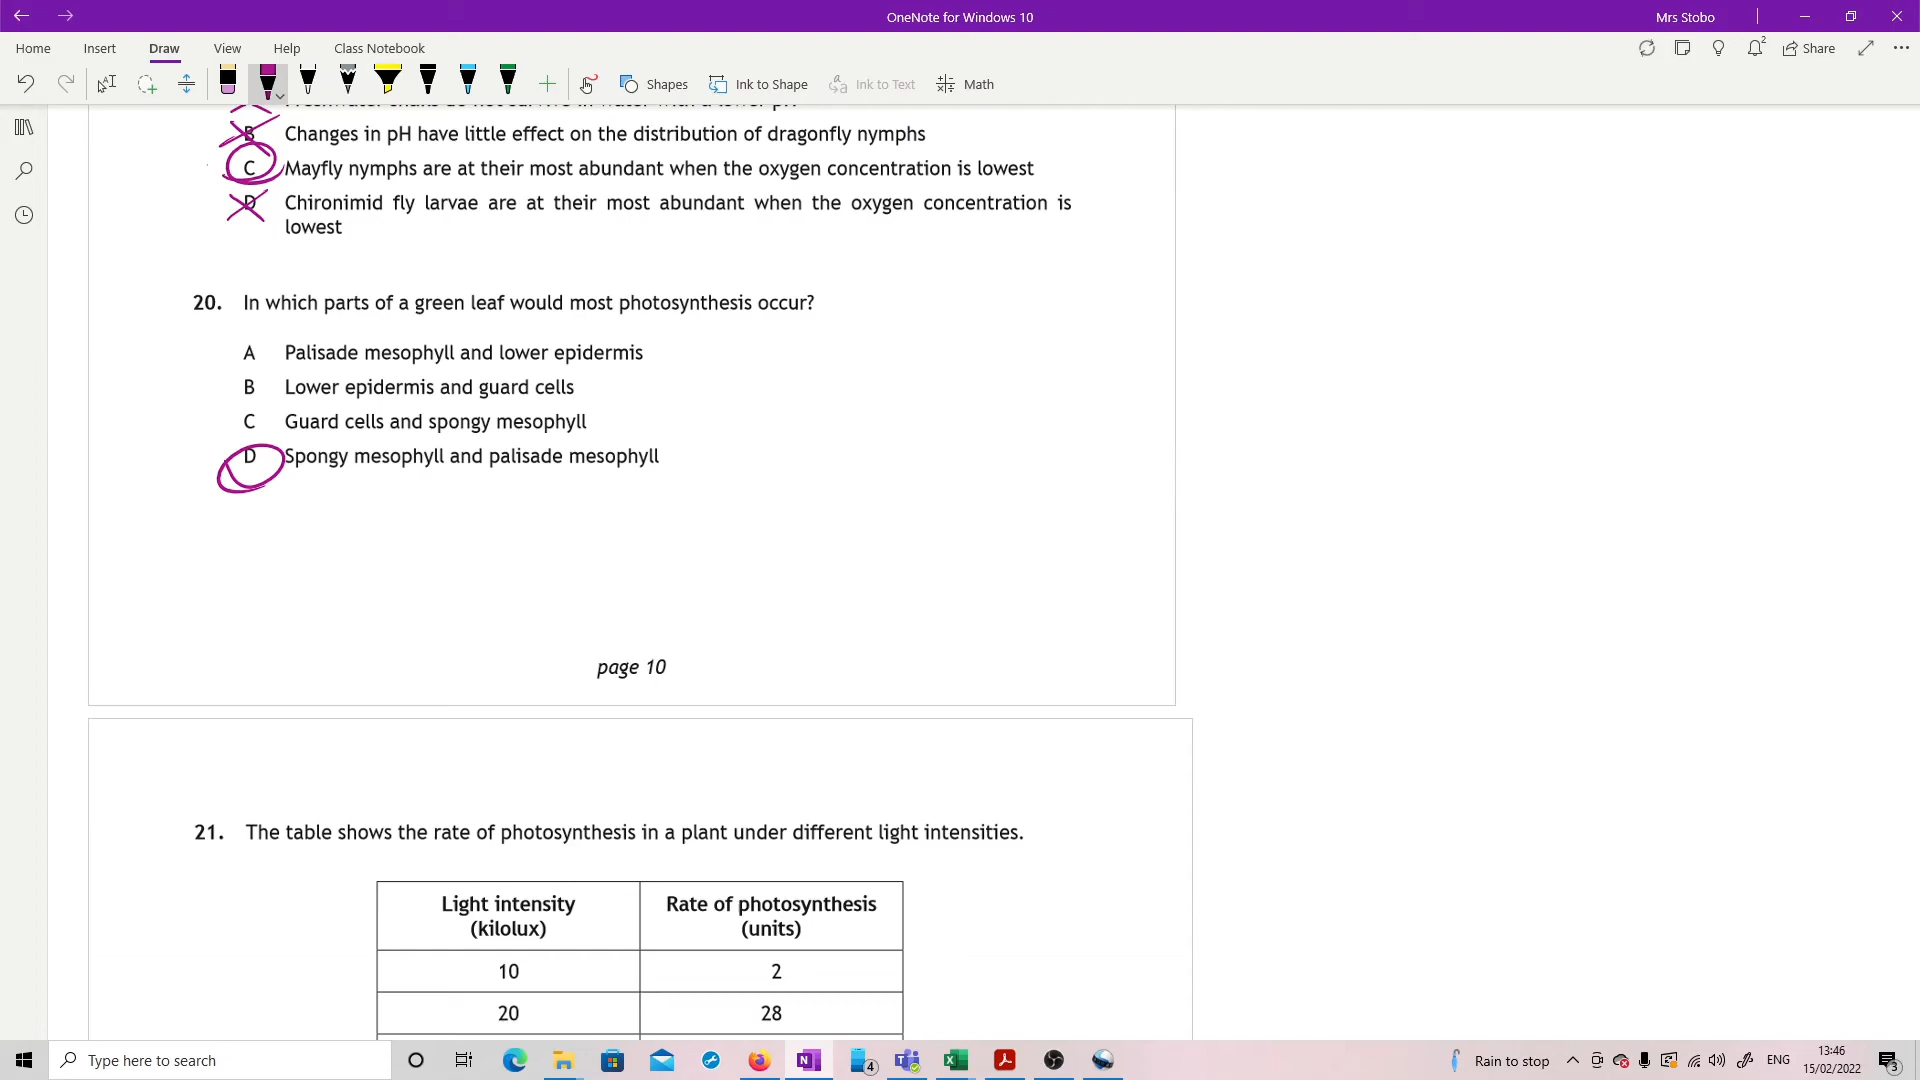 OneNote for Windows 10
Mrs Stobo
Home Insert Draw View Help Class Notebook
2
Share
Shapes Ink to Shape Ink to Text Math
B Changes in pH have little effect on the distribution of dragonfly nymphs
C Mayfly nymphs are at their most abundant when the oxygen concentration is lowest
D Chironimid fly larvae are at their most abundant when the oxygen concentration is
lowest
20. In which parts of a green leaf would most photosynthesis occur?
A Palisade mesophyll and lower epidermis
B Lower epidermis and guard cells
C Guard cells and spongy mesophyll
D Spongy mesophyll and palisade mesophyll
page 10
21. The table shows the rate of photosynthesis in a plant under different light intensities.
Light intensity
(kilolux)
Rate of photosynthesis
(units)
10 2
20 28
Type here to search
4
Rain to stop
ENG
13:46
15/02/2022
3